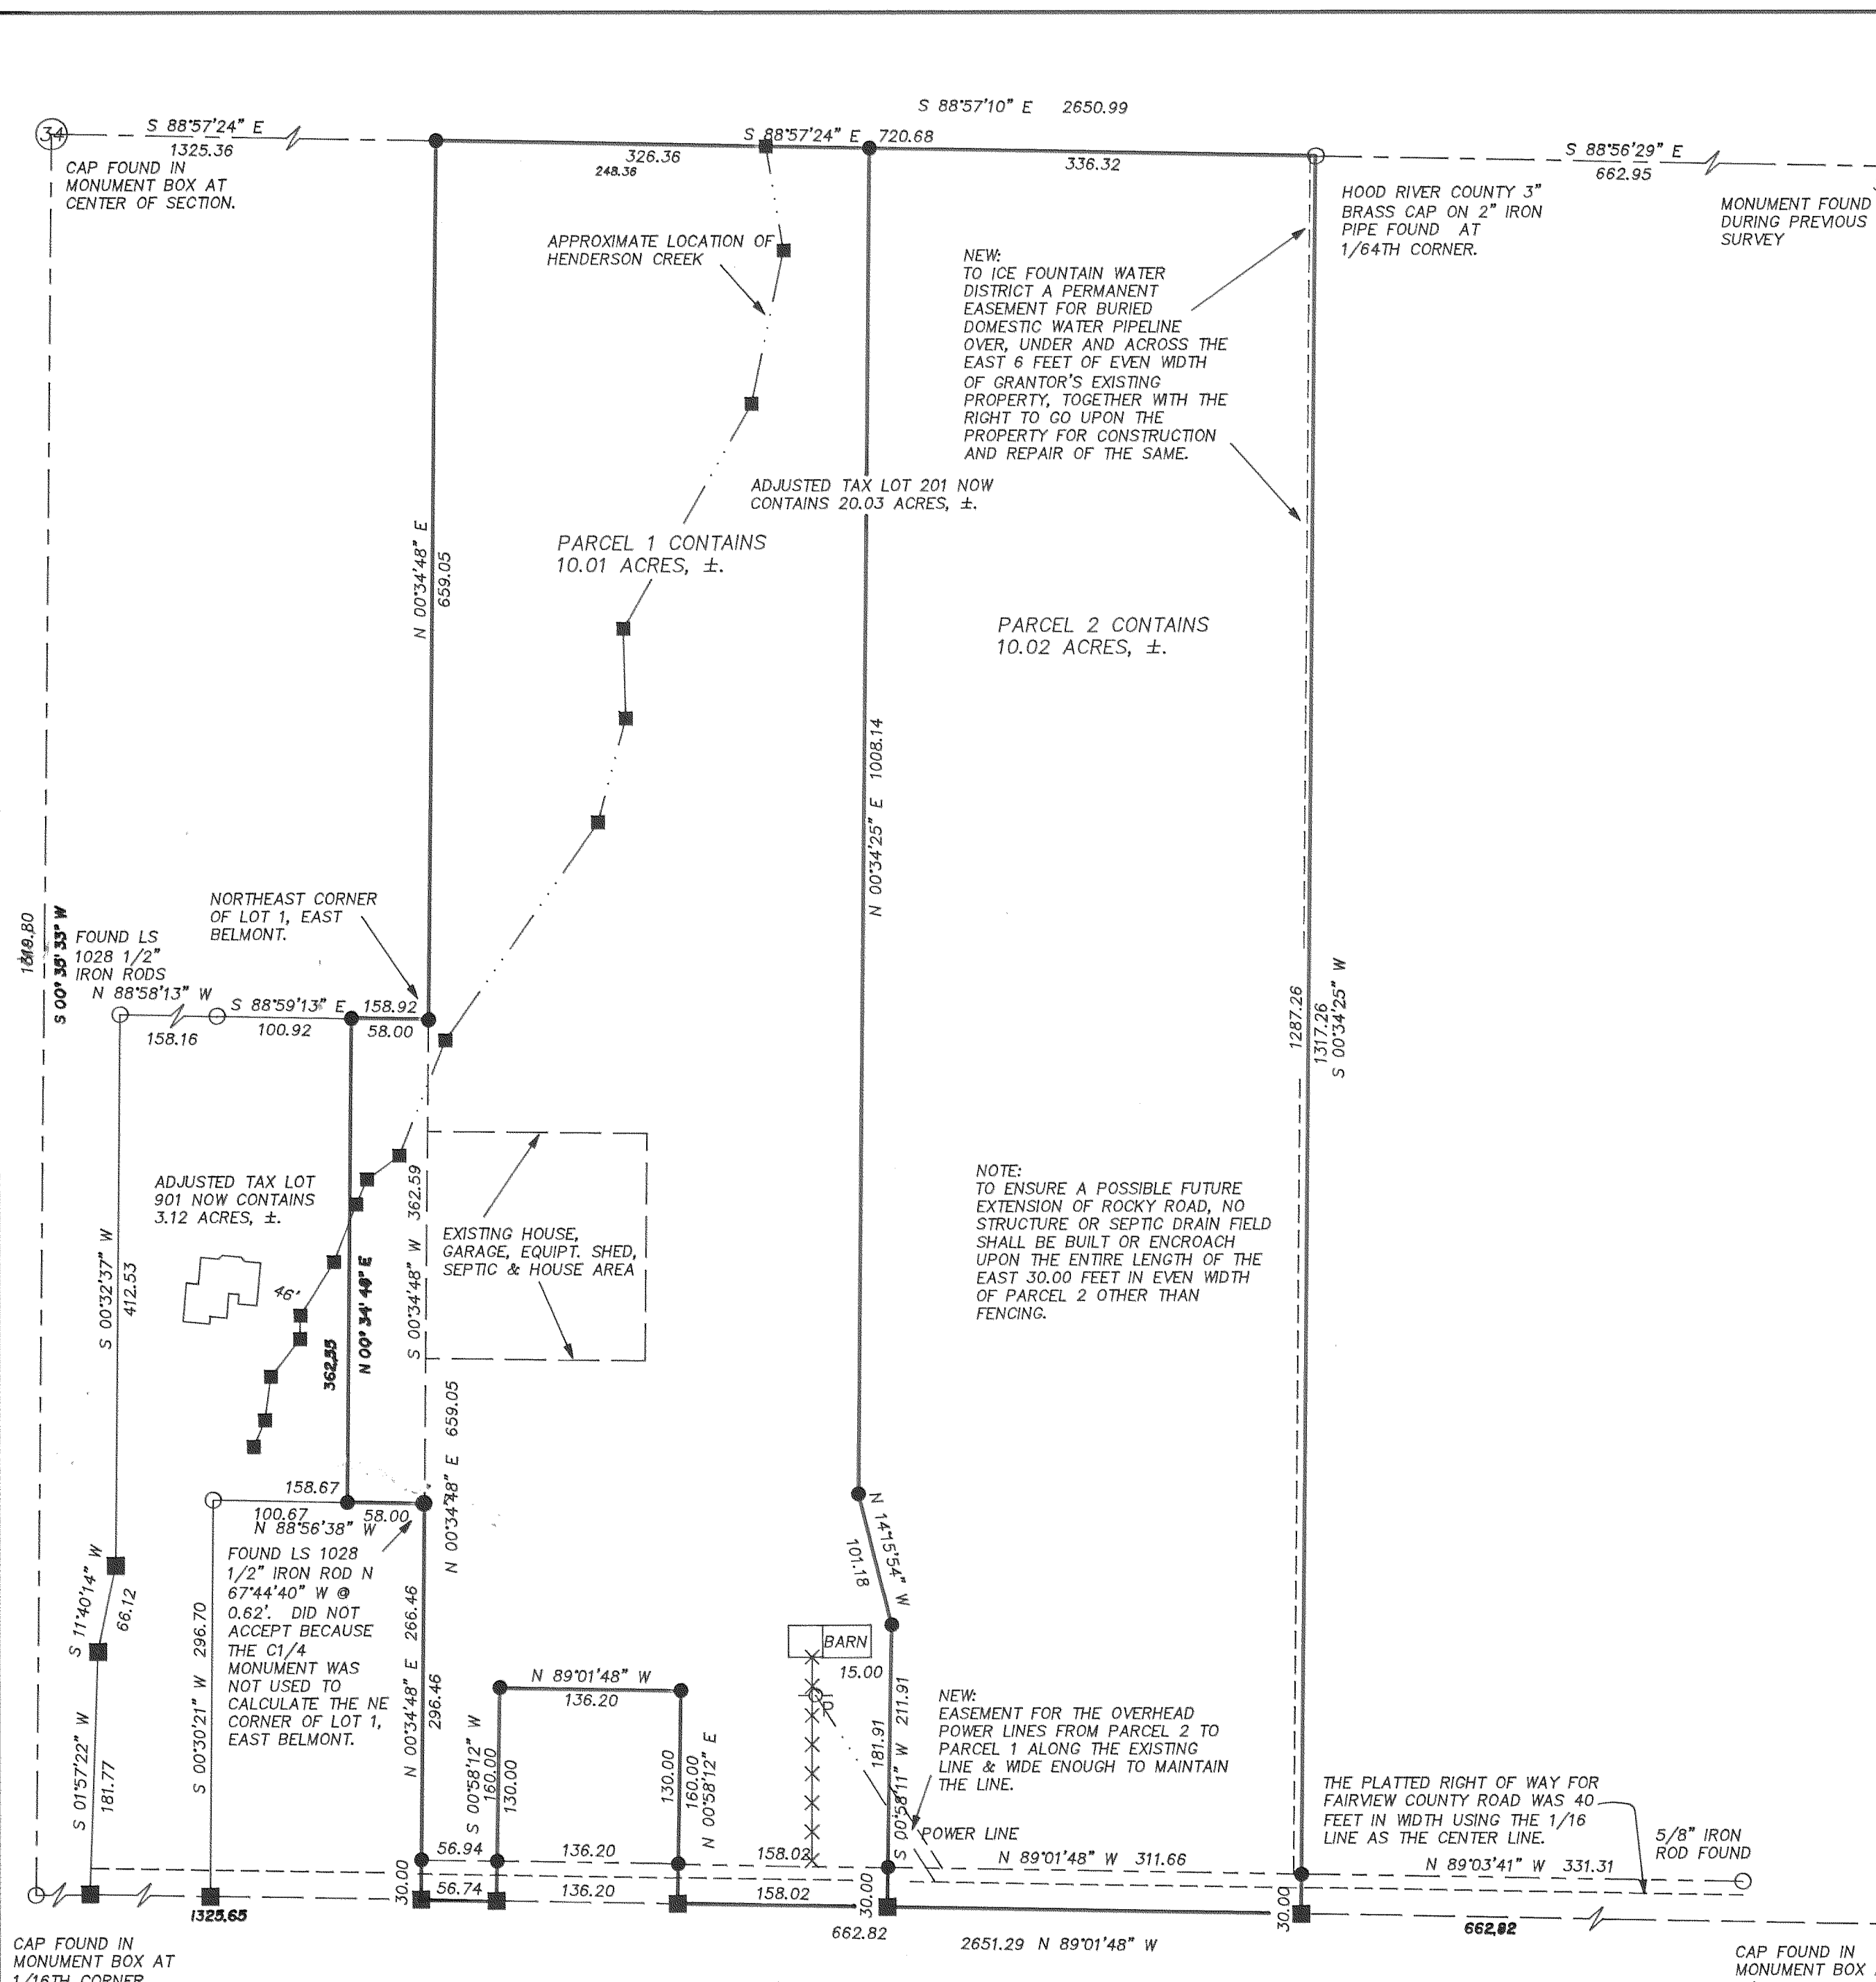 S 88°57'10" E 2650.99
34
S 88°57'24" E
1325.36
S 88°57'24" E 720.68
326.36
248.36
336.32
S 88°56'29" E
662.95
CAP FOUND IN
MONUMENT BOX AT
CENTER OF SECTION.
HOOD RIVER COUNTY 3"
BRASS CAP ON 2" IRON
PIPE FOUND AT
1/64TH CORNER.
MONUMENT FOUND
DURING PREVIOUS
SURVEY
APPROXIMATE LOCATION OF
HENDERSON CREEK
NEW:
TO ICE FOUNTAIN WATER
DISTRICT A PERMANENT
EASEMENT FOR BURIED
DOMESTIC WATER PIPELINE
OVER, UNDER AND ACROSS THE
EAST 6 FEET OF EVEN WIDTH
OF GRANTOR'S EXISTING
PROPERTY, TOGETHER WITH THE
RIGHT TO GO UPON THE
PROPERTY FOR CONSTRUCTION
AND REPAIR OF THE SAME.
ADJUSTED TAX LOT 201 NOW
CONTAINS 20.03 ACRES, ±.
N 00°34'48" E
659.05
PARCEL 1 CONTAINS
10.01 ACRES, ±.
PARCEL 2 CONTAINS
10.02 ACRES, ±.
N 00°34'25" E 1008.14
NORTHEAST CORNER
OF LOT 1, EAST
BELMONT.
S 00°35'33" W
FOUND LS
1028 1/2"
IRON RODS
N 88°58'13" W
158.16
S 88°59'13" E
158.92
100.92
58.00
1287.26
1317.26
S 00°34'25" W
ADJUSTED TAX LOT
901 NOW CONTAINS
3.12 ACRES, ±.
S 00°34'48" W 362.59
EXISTING HOUSE,
GARAGE, EQUIPT. SHED,
SEPTIC & HOUSE AREA
NOTE:
TO ENSURE A POSSIBLE FUTURE
EXTENSION OF ROCKY ROAD, NO
STRUCTURE OR SEPTIC DRAIN FIELD
SHALL BE BUILT OR ENCROACH
UPON THE ENTIRE LENGTH OF THE
EAST 30.00 FEET IN EVEN WIDTH
OF PARCEL 2 OTHER THAN
FENCING.
S 00°32'37" W
412.53
46'
N 00°34'48" E 659.05
158.67
100.67
58.00
N 88°56'38" W
N 14°15'54" W
101.18
FOUND LS 1028
1/2" IRON ROD N
67°44'40" W @
0.62'. DID NOT
ACCEPT BECAUSE
THE C1/4
MONUMENT WAS
NOT USED TO
CALCULATE THE NE
CORNER OF LOT 1,
EAST BELMONT.
S 11°40'14" W
66.12
S 00°30'21" W 296.70
N 00°34'48" E 266.46
296.46
BARN
15.00
P
N 89°01'48" W
136.20
S 01°57'22" W
181.77
S 00°58'12" W
160.00
130.00
130.00
160.00
N 00°58'12" E
181.91
S 00°58'11" W 211.91
NEW:
EASEMENT FOR THE OVERHEAD
POWER LINES FROM PARCEL 2 TO
PARCEL 1 ALONG THE EXISTING
LINE & WIDE ENOUGH TO MAINTAIN
THE LINE.
POWER LINE
THE PLATTED RIGHT OF WAY FOR
FAIRVIEW COUNTY ROAD WAS 40
FEET IN WIDTH USING THE 1/16
LINE AS THE CENTER LINE.
5/8" IRON
ROD FOUND
56.94
136.20
158.02
N 89°01'48" W 311.66
N 89°03'41" W 331.31
30.00
56.74
136.20
158.02
30.00
30.00
1325.65
662.82
662.82
2651.29 N 89°01'48" W
CAP FOUND IN
MONUMENT BOX AT
1/16TH CORNER
CAP FOUND IN
MONUMENT BOX